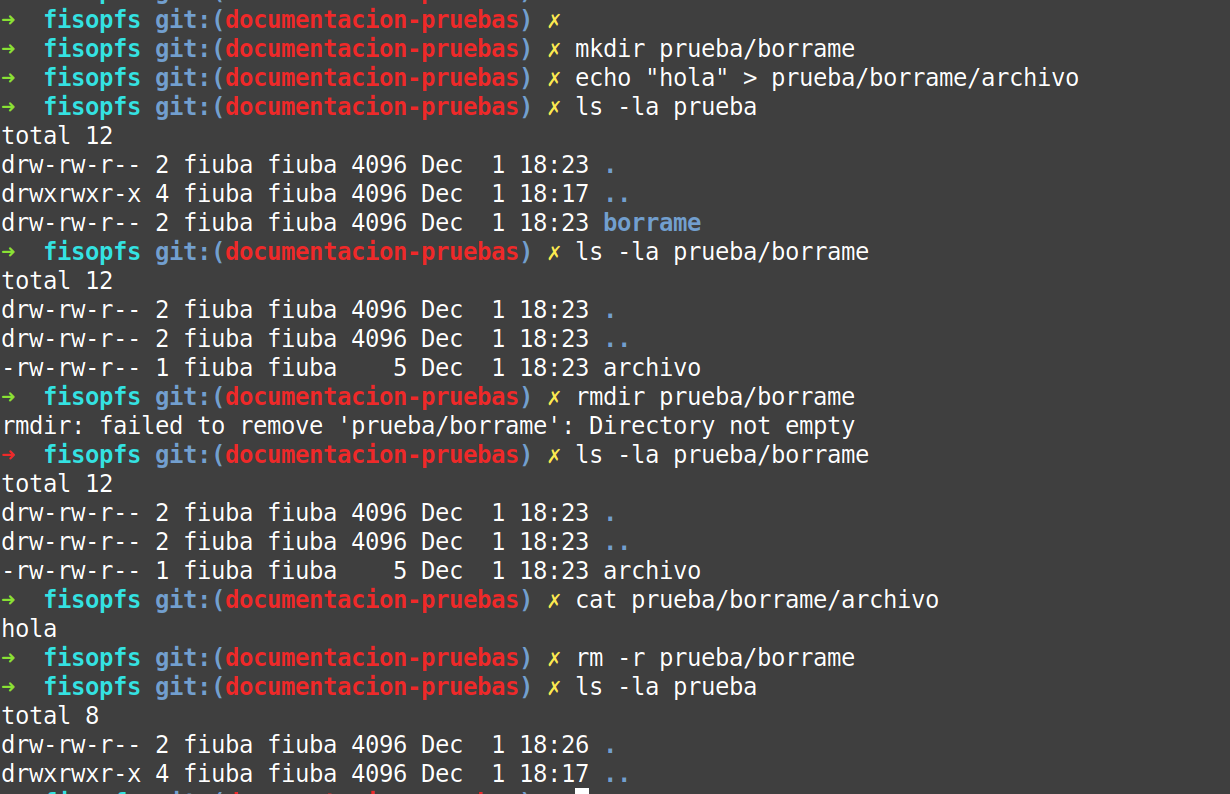 ➜  fisopfs git:(documentacion-pruebas) ✗
➜  fisopfs git:(documentacion-pruebas) ✗ mkdir prueba/borrame
➜  fisopfs git:(documentacion-pruebas) ✗ echo "hola" > prueba/borrame/archivo
➜  fisopfs git:(documentacion-pruebas) ✗ ls -la prueba
total 12
drw-rw-r-- 2 fiuba fiuba 4096 Dec  1 18:23 .
drwxrwxr-x 4 fiuba fiuba 4096 Dec  1 18:17 ..
drw-rw-r-- 2 fiuba fiuba 4096 Dec  1 18:23 borrame
➜  fisopfs git:(documentacion-pruebas) ✗ ls -la prueba/borrame
total 12
drw-rw-r-- 2 fiuba fiuba 4096 Dec  1 18:23 .
drw-rw-r-- 2 fiuba fiuba 4096 Dec  1 18:23 ..
-rw-rw-r-- 1 fiuba fiuba    5 Dec  1 18:23 archivo
➜  fisopfs git:(documentacion-pruebas) ✗ rmdir prueba/borrame
rmdir: failed to remove 'prueba/borrame': Directory not empty
➜  fisopfs git:(documentacion-pruebas) ✗ ls -la prueba/borrame
total 12
drw-rw-r-- 2 fiuba fiuba 4096 Dec  1 18:23 .
drw-rw-r-- 2 fiuba fiuba 4096 Dec  1 18:23 ..
-rw-rw-r-- 1 fiuba fiuba    5 Dec  1 18:23 archivo
➜  fisopfs git:(documentacion-pruebas) ✗ cat prueba/borrame/archivo
hola
➜  fisopfs git:(documentacion-pruebas) ✗ rm -r prueba/borrame
➜  fisopfs git:(documentacion-pruebas) ✗ ls -la prueba
total 8
drw-rw-r-- 2 fiuba fiuba 4096 Dec  1 18:26 .
drwxrwxr-x 4 fiuba fiuba 4096 Dec  1 18:17 ..